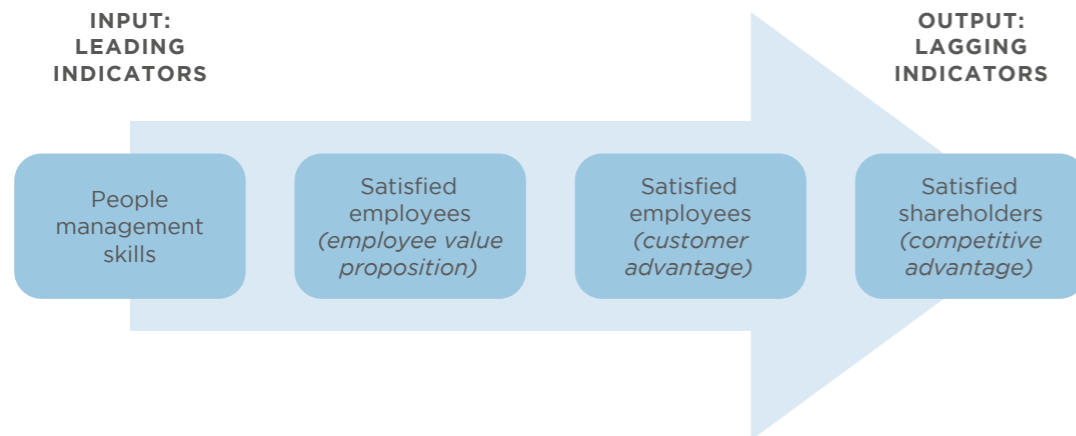 INPUT:
LEADING
INDICATORS
OUTPUT:
LAGGING
INDICATORS
People
management
skills
Satisfied
employees
(employee value
proposition)
Satisfied
employees
(customer
advantage)
Satisfied
shareholders
(competitive
advantage)